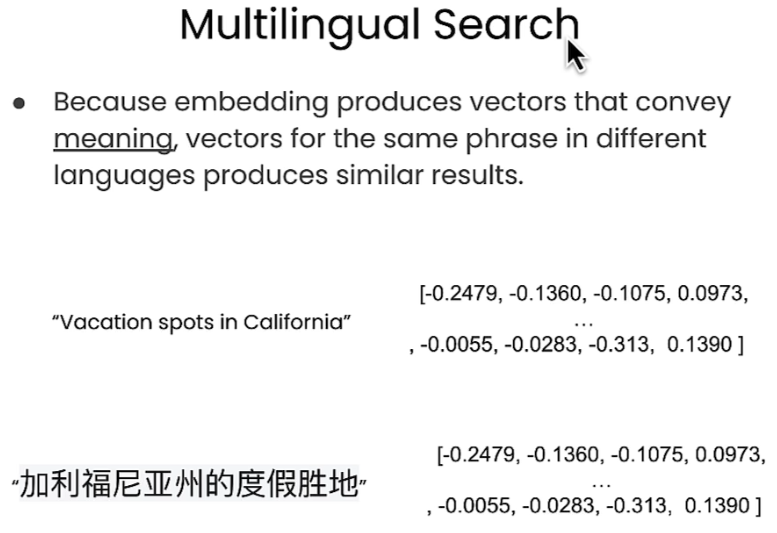 Multilingual Search
● Because embedding produces vectors that convey
meaning, vectors for the same phrase in different
languages produces similar results.
“Vacation spots in California”
[-0.2479, -0.1360, -0.1075, 0.0973,
...
, -0.0055, -0.0283, -0.313, 0.1390 ]
“加利福尼亚州的度假胜地”
[-0.2479, -0.1360, -0.1075, 0.0973,
...
, -0.0055, -0.0283, -0.313, 0.1390 ]